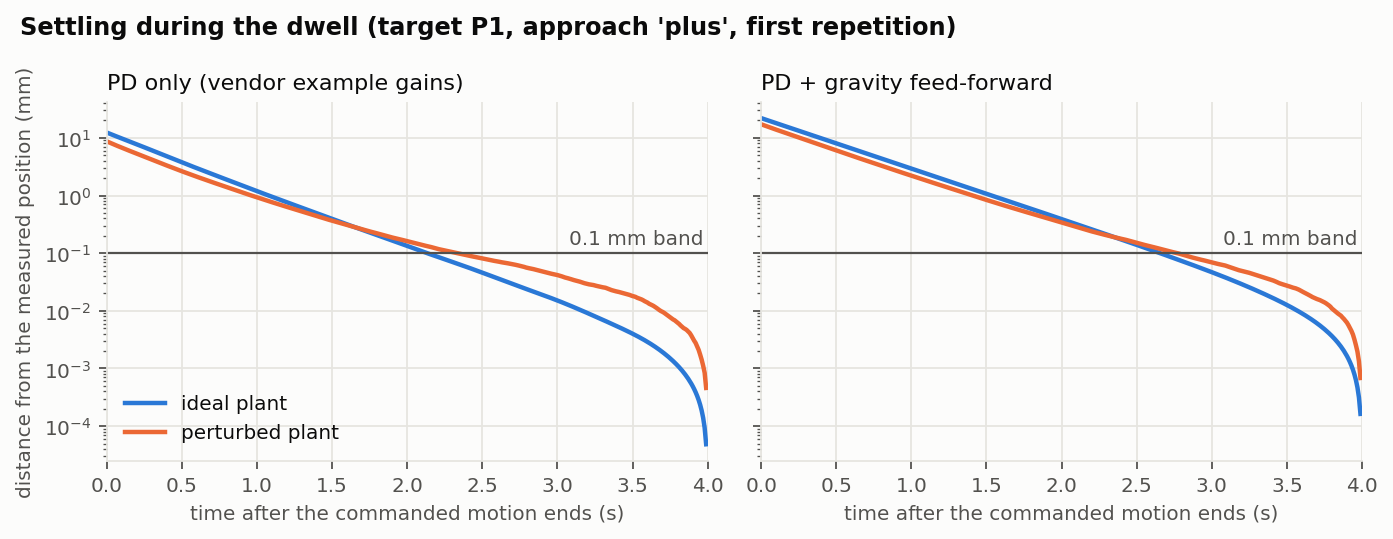 Settling during the dwell (target P1, approach 'plus', first repetition)
distance from the measured position (mm)
PD only (vendor example gains)
10¹
10⁰
10⁻¹
10⁻²
10⁻³
10⁻⁴
0.1 mm band
ideal plant
perturbed plant
0.0 0.5 1.0 1.5 2.0 2.5 3.0 3.5 4.0
time after the commanded motion ends (s)
PD + gravity feed-forward
0.1 mm band
0.0 0.5 1.0 1.5 2.0 2.5 3.0 3.5 4.0
time after the commanded motion ends (s)